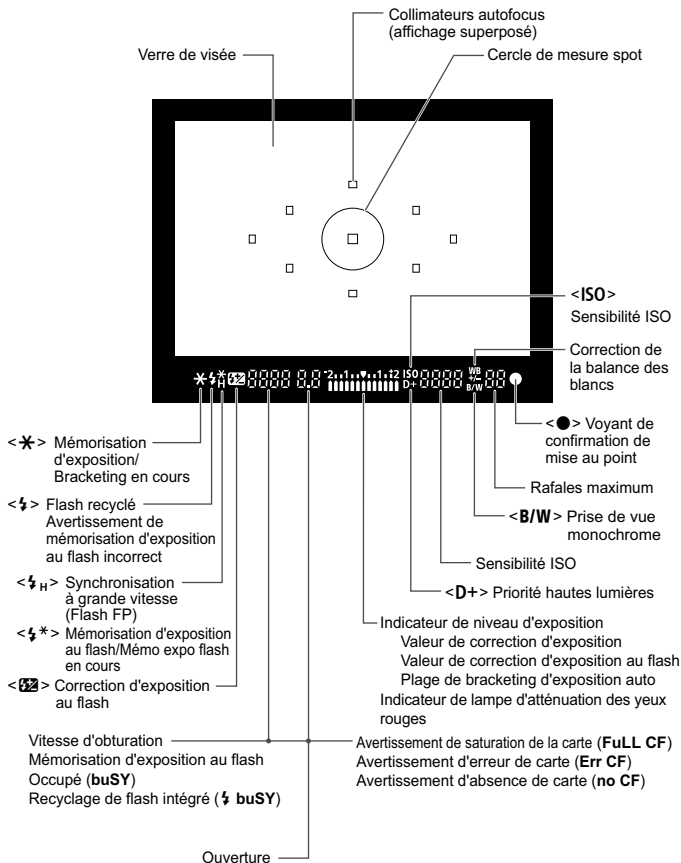 Collimateurs autofocus
(affichage superposé)
Verre de visée
Cercle de mesure spot
<ISO>
Sensibilité ISO
Correction de
la balance des
blancs
-2..1..▼..1.+2 ISO D+ WB +/- B/W
<●> Voyant de
confirmation de
mise au point
Rafales maximum
<B/W> Prise de vue
monochrome
Sensibilité ISO
<D+> Priorité hautes lumières
<✱> Mémorisation
d'exposition/
Bracketing en cours
<⚡> Flash recyclé
Avertissement de
mémorisation d'exposition
au flash incorrect
<⚡H> Synchronisation
à grande vitesse
(Flash FP)
<⚡*> Mémorisation d'exposition
au flash/Mémo expo flash
en cours
<⚡±> Correction d'exposition
au flash
Indicateur de niveau d'exposition
Valeur de correction d'exposition
Valeur de correction d'exposition au flash
Plage de bracketing d'exposition auto
Indicateur de lampe d'atténuation des yeux
rouges
Vitesse d'obturation
Mémorisation d'exposition au flash
Occupé (buSY)
Recyclage de flash intégré (⚡ buSY)
Avertissement de saturation de la carte (FuLL CF)
Avertissement d'erreur de carte (Err CF)
Avertissement d'absence de carte (no CF)
Ouverture